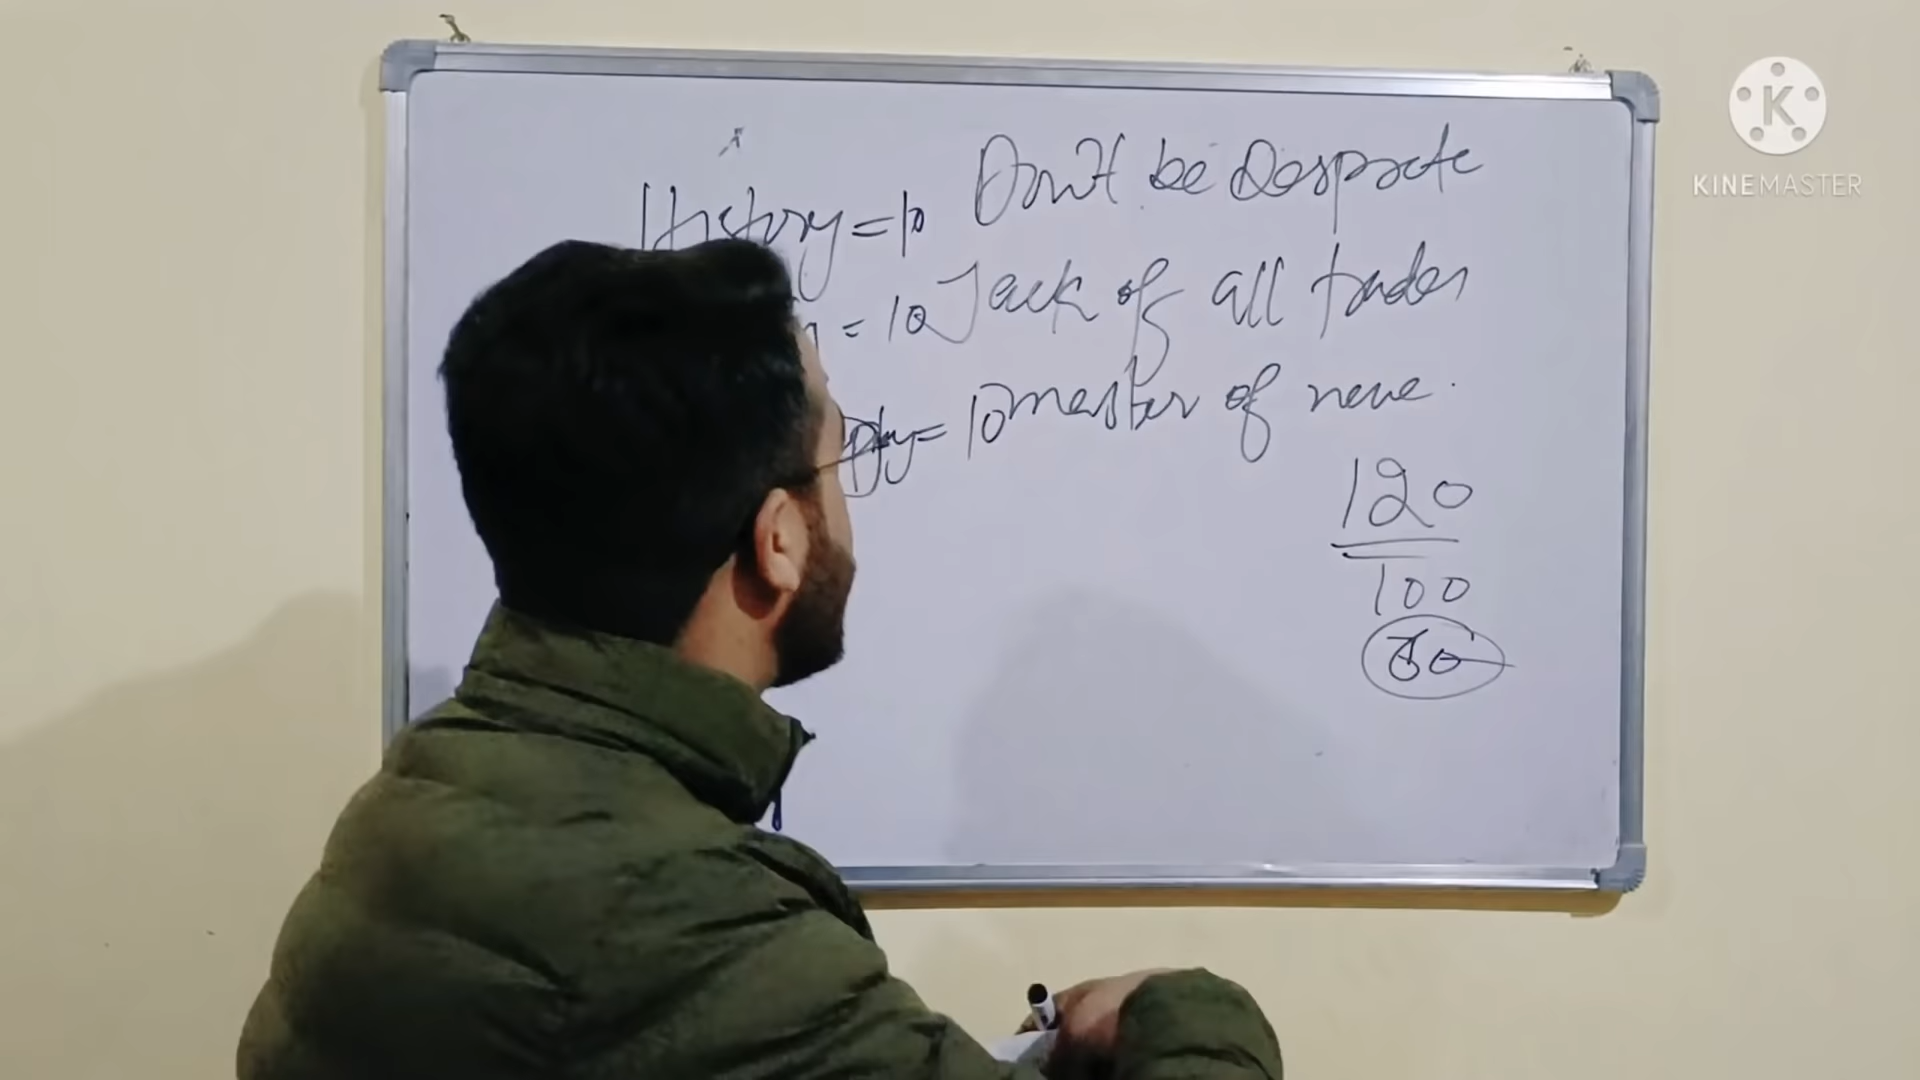 History = 10 Don't be Desprate
= 10 Jack of all trades
= 10 master of none.
120
100
KINEMASTER